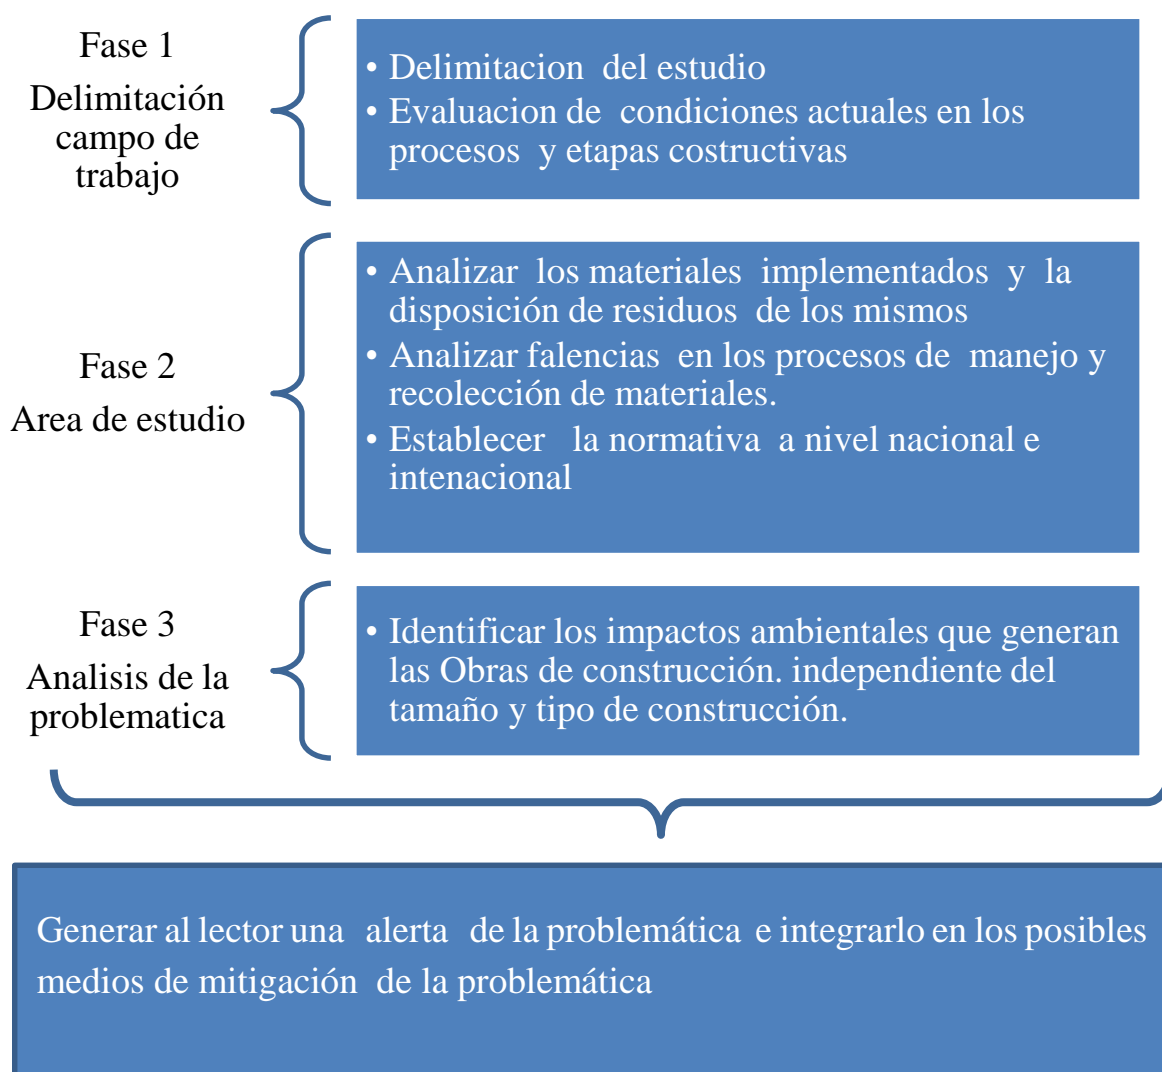 Fase 1
Delimitación
campo de
trabajo
• Delimitacion del estudio
• Evaluacion de condiciones actuales en los
procesos y etapas costructivas
Fase 2
Area de estudio
• Analizar los materiales implementados y la
disposición de residuos de los mismos
• Analizar falencias en los procesos de manejo y
recolección de materiales.
• Establecer la normativa a nivel nacional e
intenacional
Fase 3
Analisis de la
problematica
• Identificar los impactos ambientales que generan
las Obras de construcción. independiente del
tamaño y tipo de construcción.
Generar al lector una alerta de la problemática e integrarlo en los posibles
medios de mitigación de la problemática